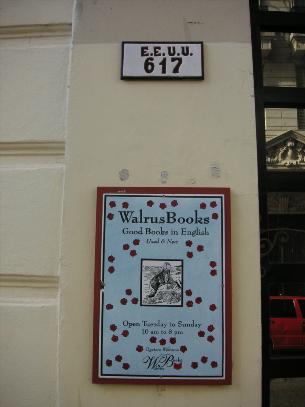 E.E.U.U.
617
WalrusBooks
Good Books in English
Used & New
Open Tuesday to Sunday
10 am to 8 pm